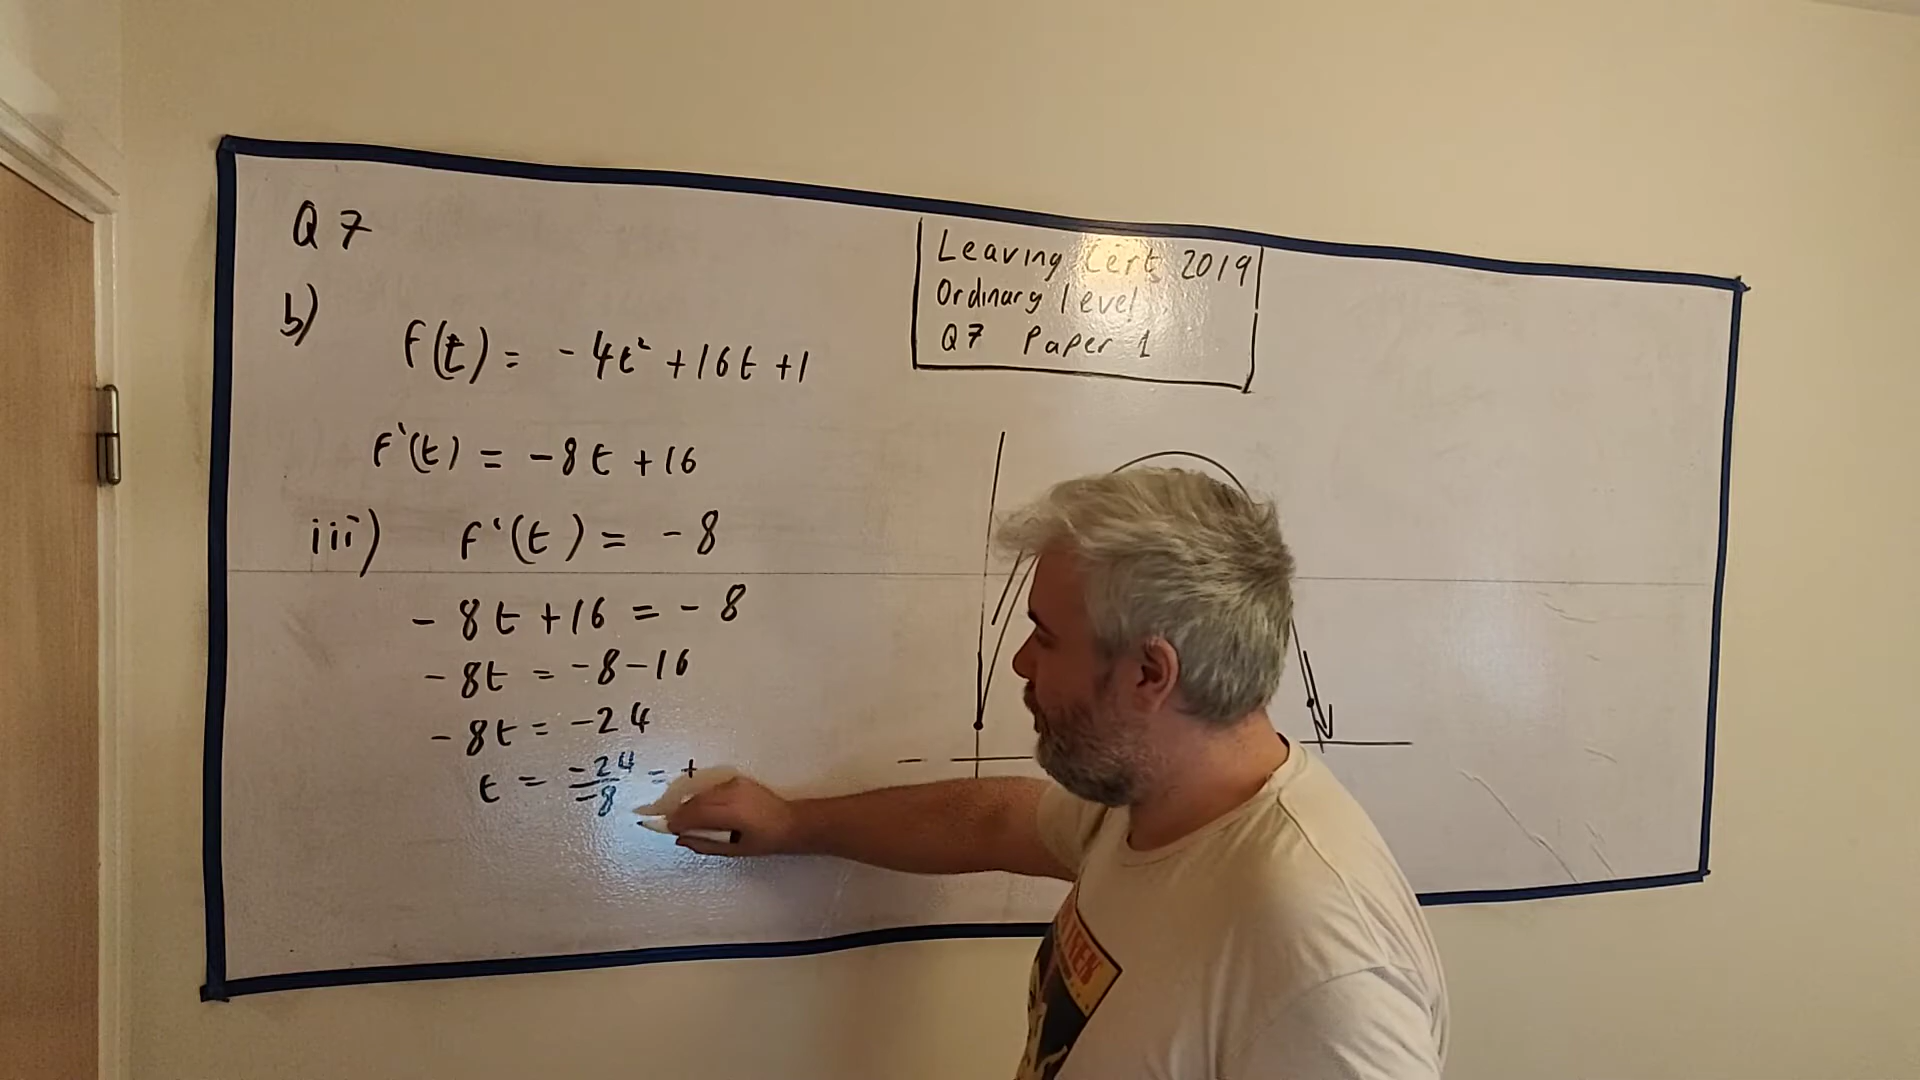 Q7
b)
f(t) = -4t² +16t +1
f'(t) = -8t +16
iii) f'(t) = -8
-8t +16 = -8
-8t = -8-16
-8t = -24
t = -24/-8 = +
Leaving Cert 2019
Ordinary level
Q7 Paper 1